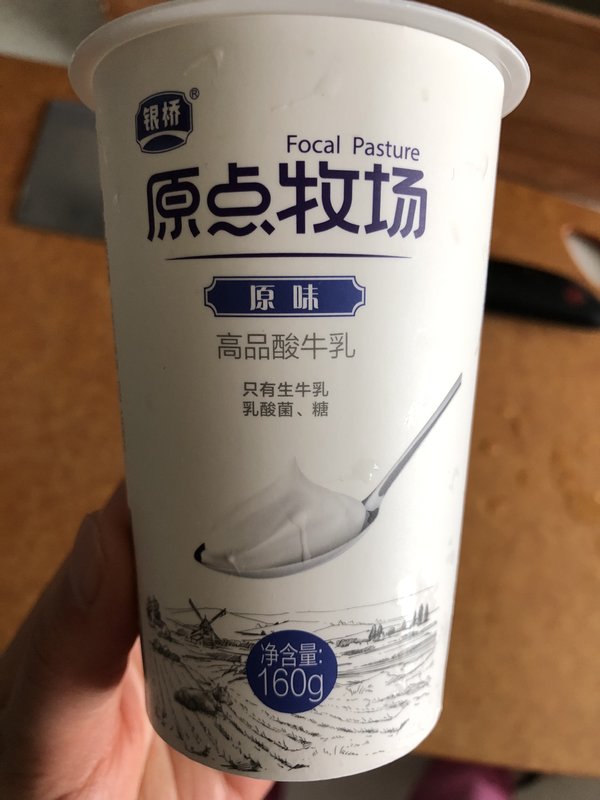 银桥®
Focal Pasture
原点牧场
原味
高品酸牛乳
只有生牛乳
乳酸菌、糖
净含量:
160g